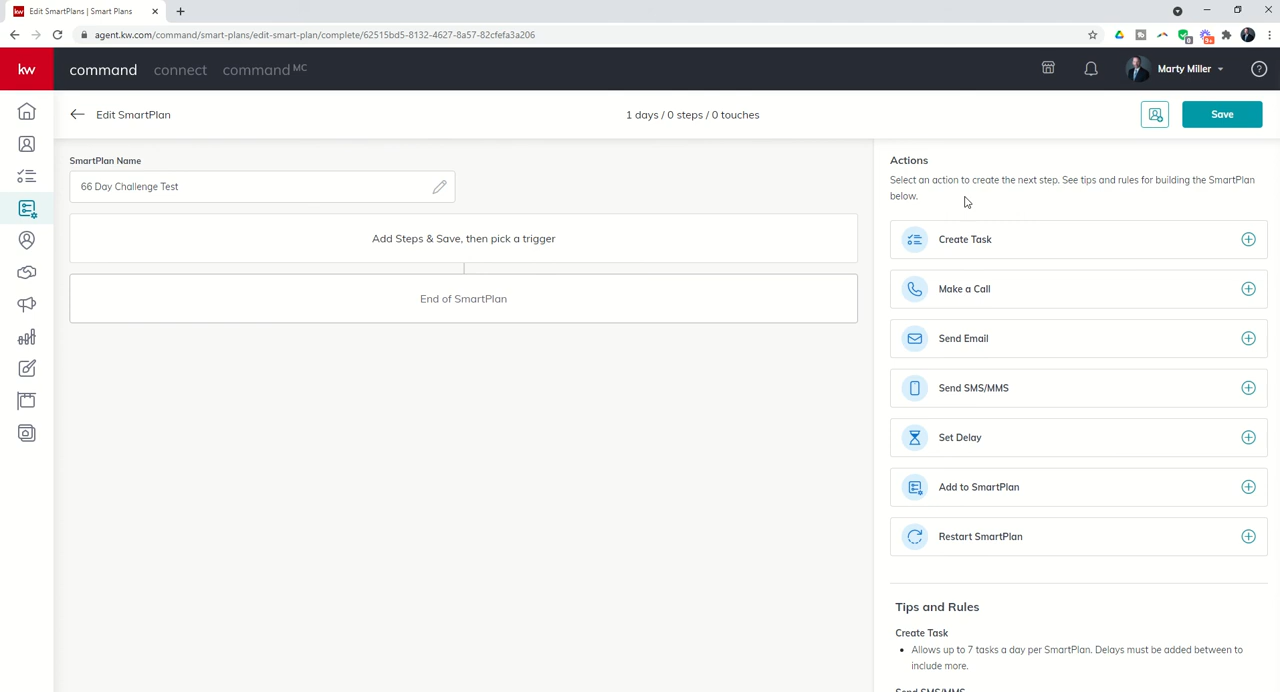 kw Edit SmartPlans | Smart Plans
agent.kw.com/command/smart-plans/edit-smart-plan/complete/62515bd5-8132-4627-8a57-82cfefa3a206
kw command connect command MC Marty Miller
Edit SmartPlan 1 days / 0 steps / 0 touches Save
SmartPlan Name
66 Day Challenge Test
Add Steps & Save, then pick a trigger
End of SmartPlan
Actions
Select an action to create the next step. See tips and rules for building the SmartPlan
below.
Create Task
Make a Call
Send Email
Send SMS/MMS
Set Delay
Add to SmartPlan
Restart SmartPlan
Tips and Rules
Create Task
• Allows up to 7 tasks a day per SmartPlan. Delays must be added between to
include more.
Send SMS/MMS